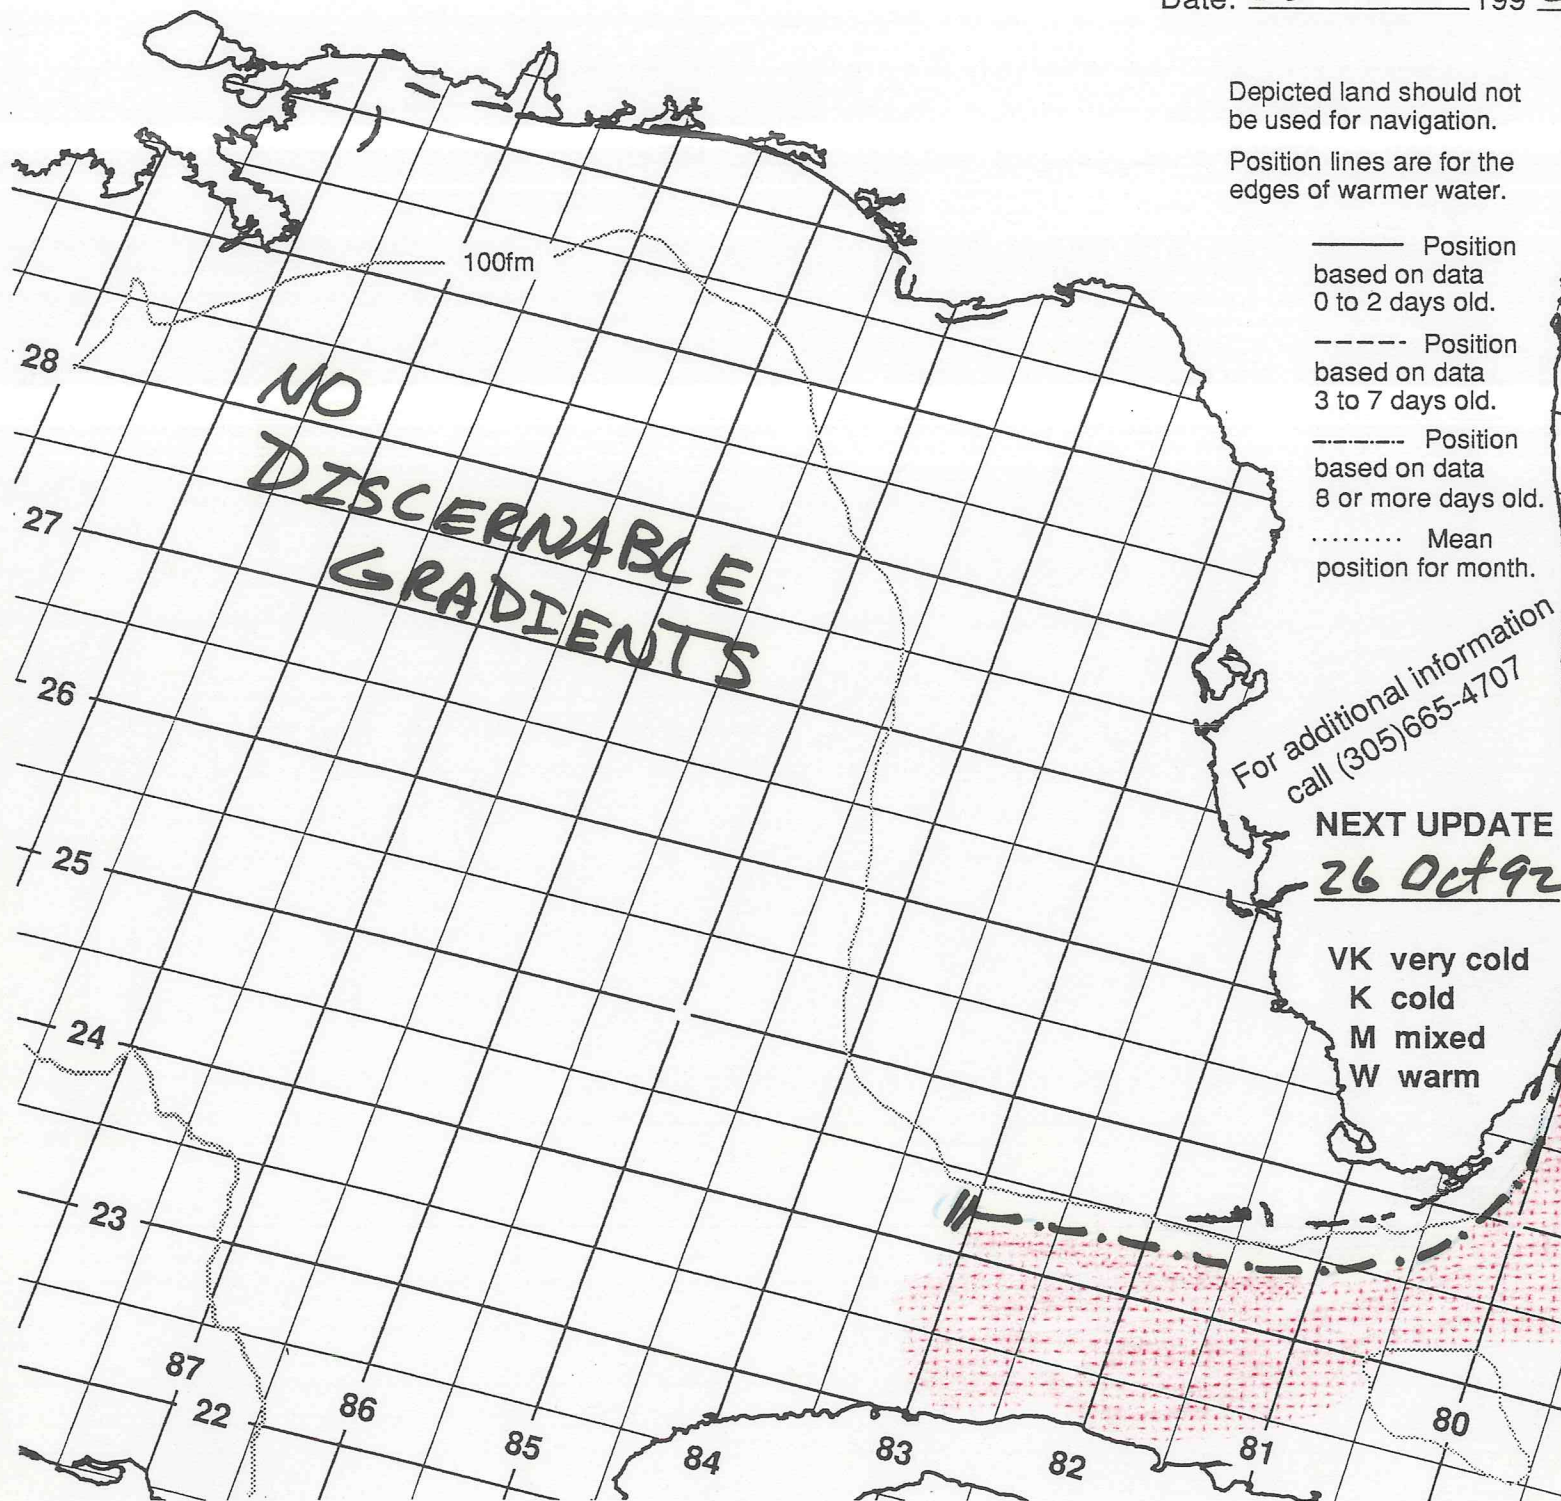 Date: 199
Depicted land should not
be used for navigation.
Position lines are for the
edges of warmer water.
Position
based on data
0 to 2 days old.
Position
based on data
3 to 7 days old.
Position
based on data
8 or more days old.
Mean
position for month.
For additional information
call (305)665-4707
NEXT UPDATE
26 Oct 92
VK very cold
K cold
M mixed
W warm
100fm
NO
DISCERNABLE
GRADIENTS
28
27
26
25
24
23
22
87
86
85
84
83
82
81
80